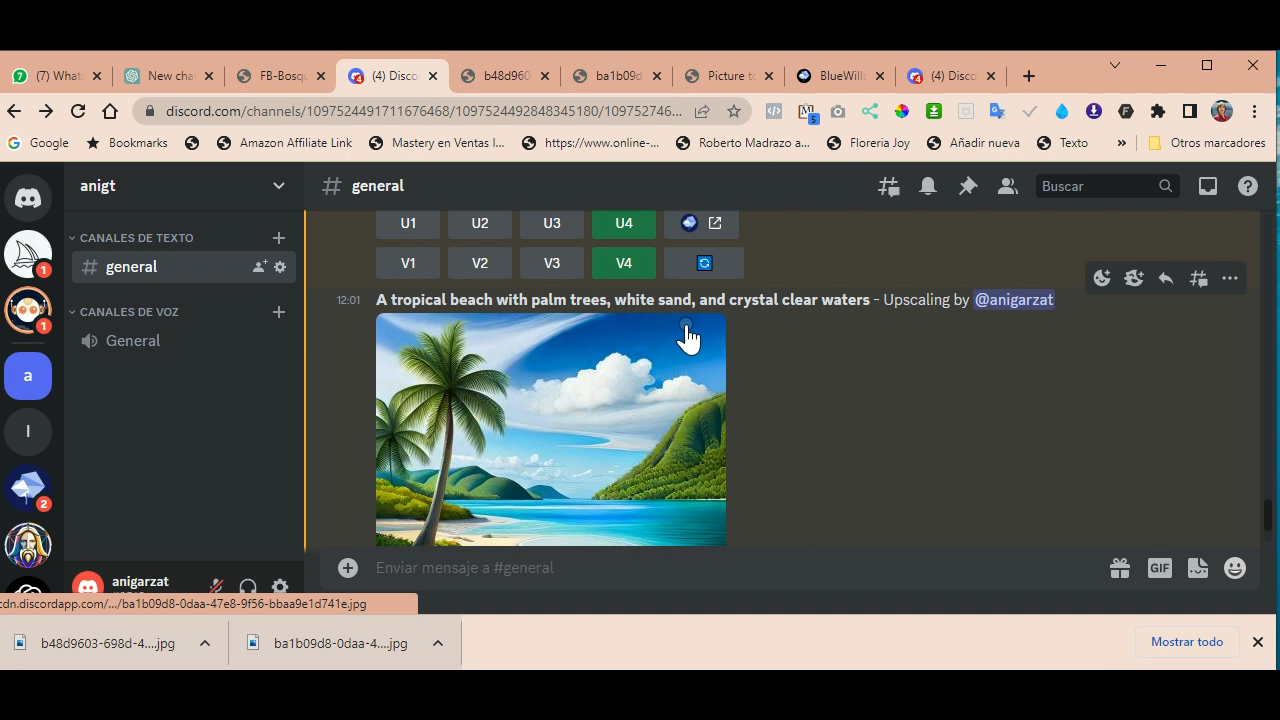 (7) What
New cha
FB-Bosq
(4) Disco
b48d960
ba1b09d
Picture t
BlueWill
(4) Disc
discord.com/channels/1097524491711676468/1097524492848345180/109752746...
5
Google
Bookmarks
Amazon Affiliate Link
Mastery en Ventas I...
https://www.online-...
Roberto Madrazo a...
Floreria Joy
Añadir nueva
Texto
»
Otros marcadores
anigt
general
Buscar
CANALES DE TEXTO
general
CANALES DE VOZ
General
1
1
a
I
2
U1 U2 U3 U4
V1 V2 V3 V4
12:01 A tropical beach with palm trees, white sand, and crystal clear waters - Upscaling by @anigarzat
anigarzat
Enviar mensaje a #general
GIF
cdn.discordapp.com/.../ba1b09d8-0daa-47e8-9f56-bbaa9e1d741e.jpg
b48d9603-698d-4....jpg
ba1b09d8-0daa-4....jpg
Mostrar todo